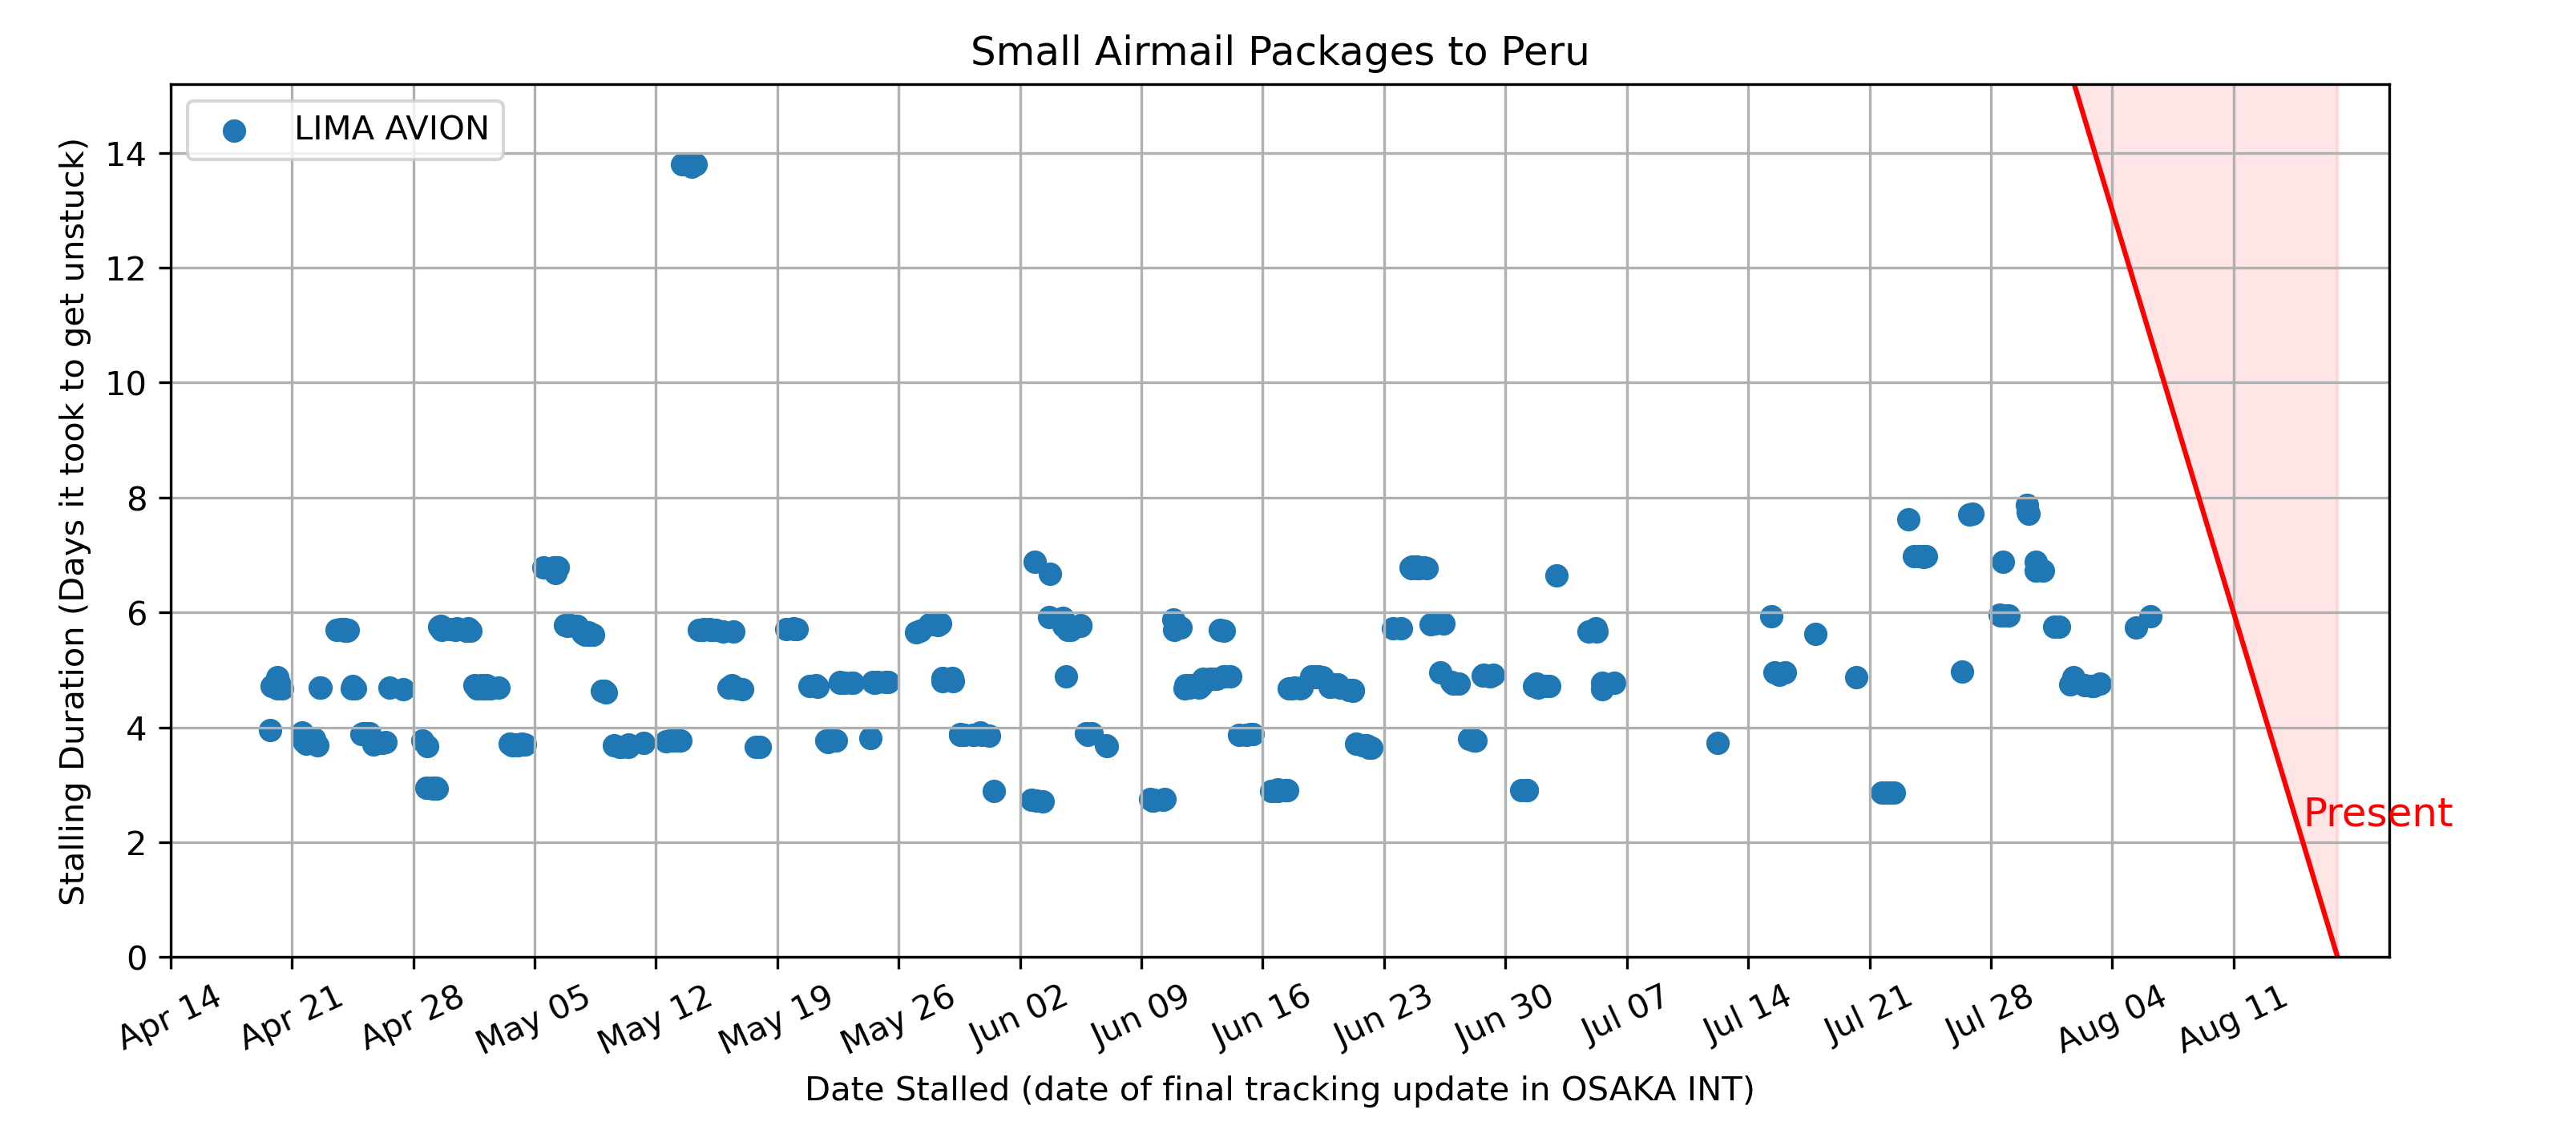 Small Airmail Packages to Peru
LIMA AVION
Stalling Duration (Days it took to get unstuck)
14
12
10
8
6
4
2
0
Present
Apr 14
Apr 21
Apr 28
May 05
May 12
May 19
May 26
Jun 02
Jun 09
Jun 16
Jun 23
Jun 30
Jul 07
Jul 14
Jul 21
Jul 28
Aug 04
Aug 11
Date Stalled (date of final tracking update in OSAKA INT)